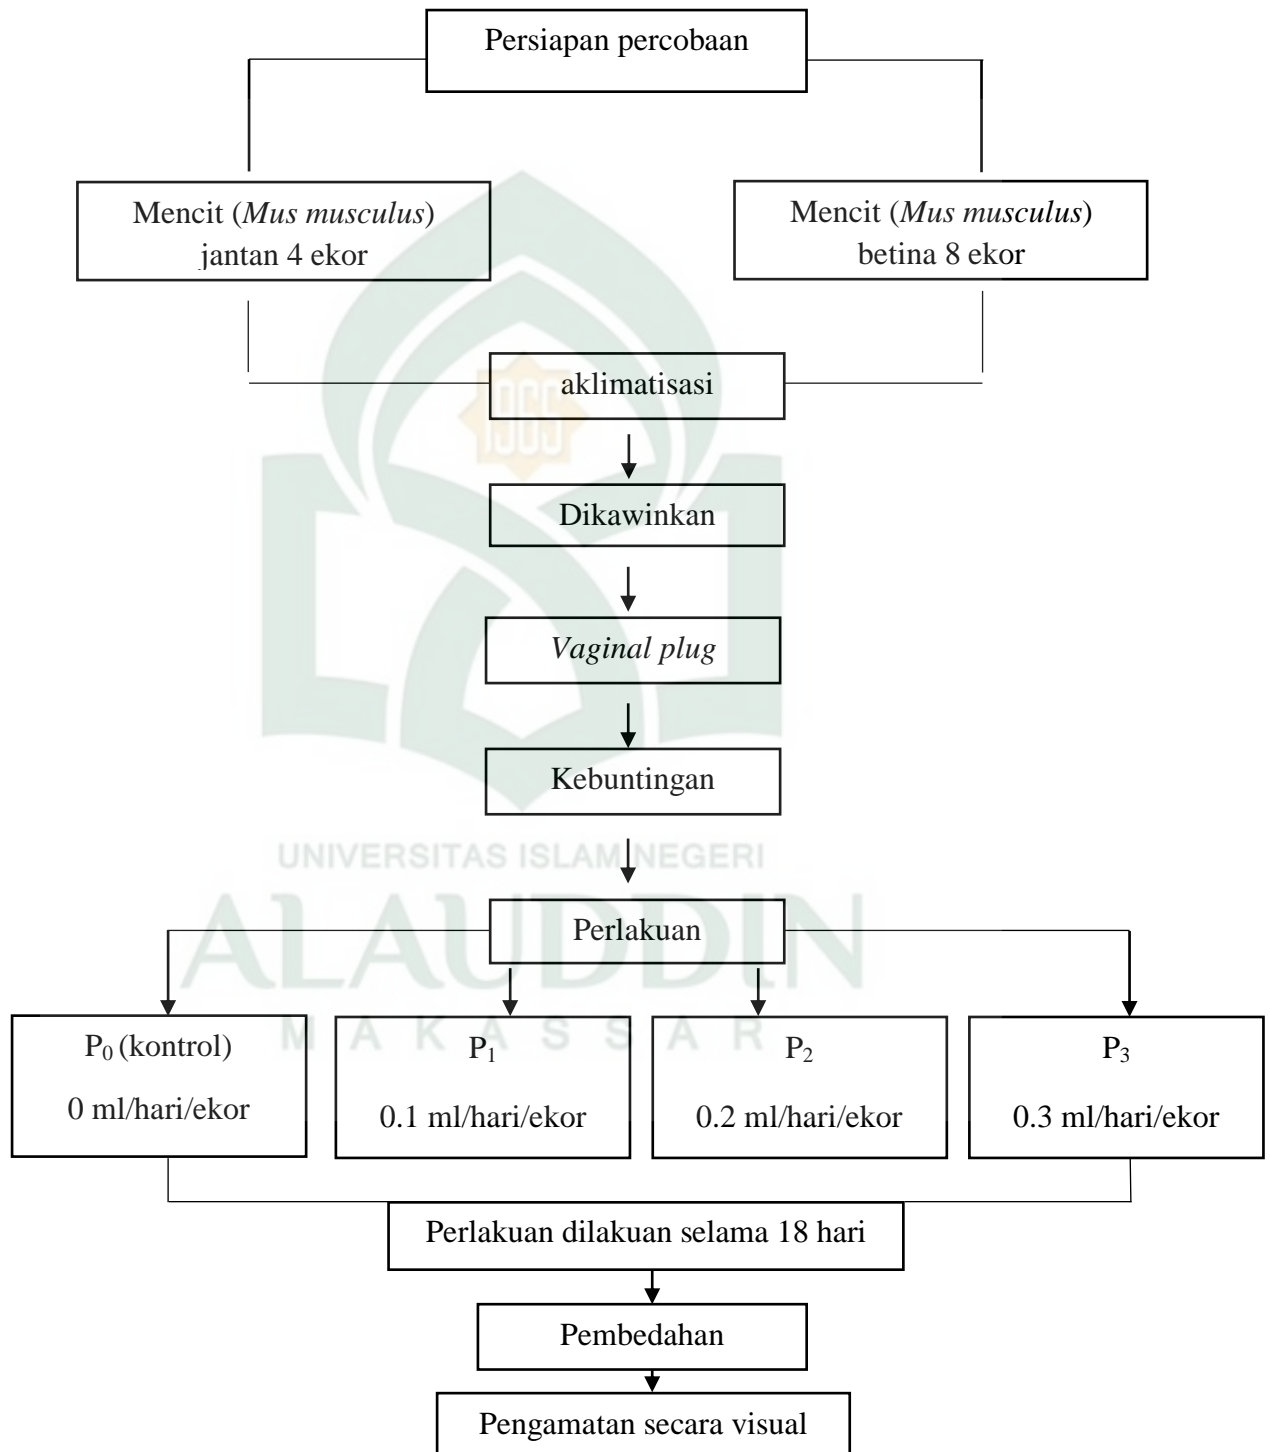 Persiapan percobaan
Mencit (Mus musculus)
jantan 4 ekor
Mencit (Mus musculus)
betina 8 ekor
aklimatisasi
1965
Dikawinkan
Vaginal plug
Kebuntingan
UNIVERSITAS ISLAM NEGERI
ALAUDDIN
MAKASSAR
Perlakuan
P₀ (kontrol)
0 ml/hari/ekor
P₁
0.1 ml/hari/ekor
P₂
0.2 ml/hari/ekor
P₃
0.3 ml/hari/ekor
Perlakuan dilakuan selama 18 hari
Pembedahan
Pengamatan secara visual